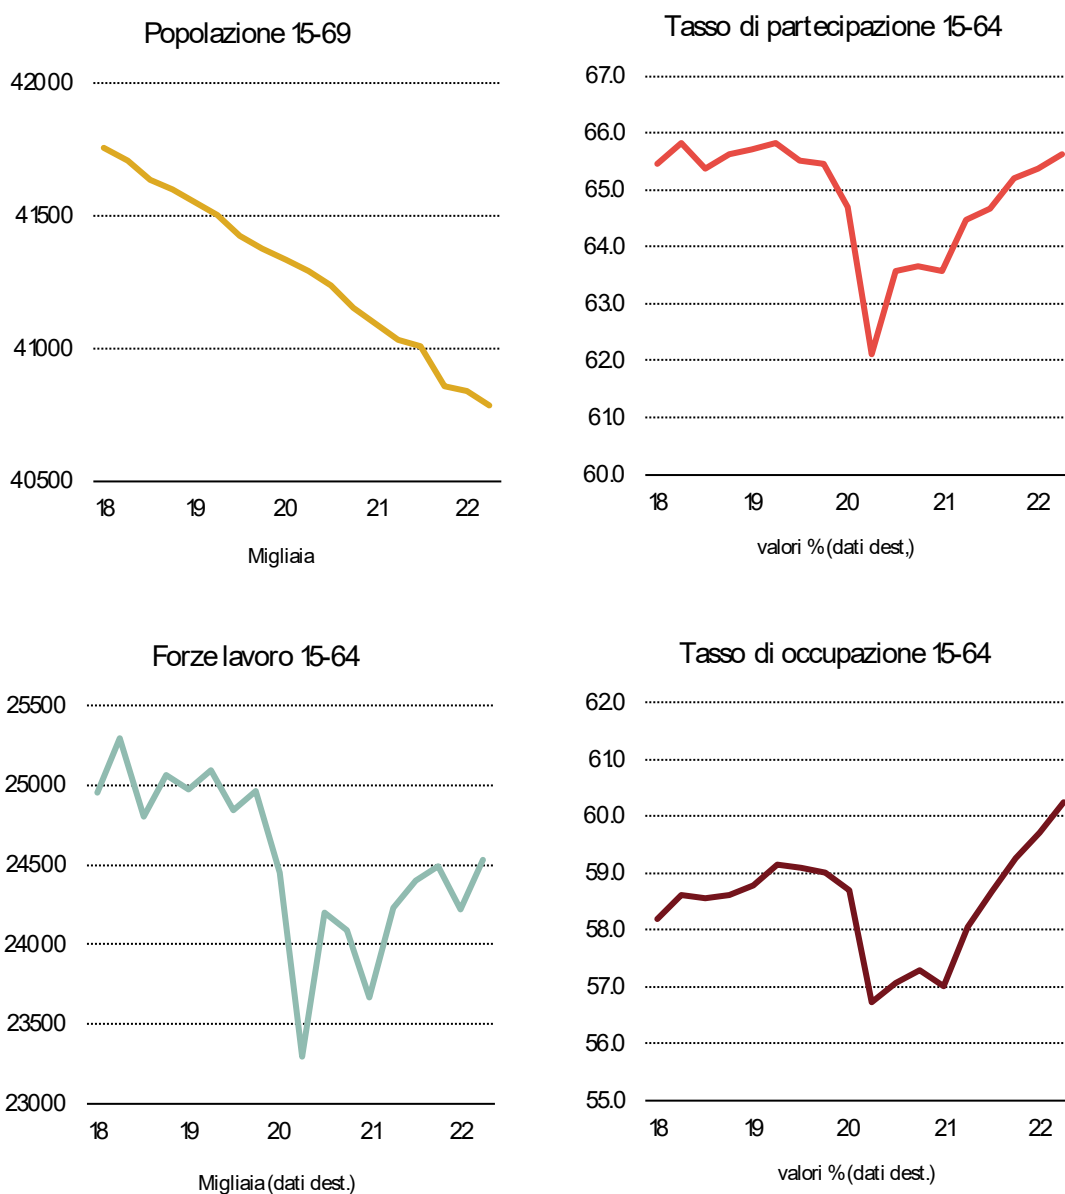 Popolazione 15-69
42000
41500
41000
40500
18 19 20 21 22
Migliaia
Tasso di partecipazione 15-64
67.0
66.0
65.0
64.0
63.0
62.0
61.0
60.0
18 19 20 21 22
valori % (dati dest,)
Forze lavoro 15-64
25500
25000
24500
24000
23500
23000
18 19 20 21 22
Migliaia (dati dest.)
Tasso di occupazione 15-64
62.0
61.0
60.0
59.0
58.0
57.0
56.0
55.0
18 19 20 21 22
valori % (dati dest.)